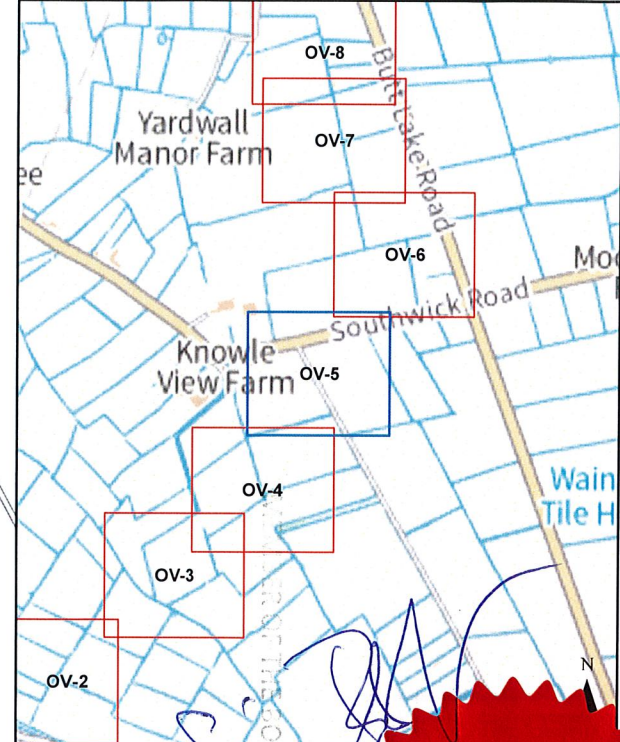 OV-8
Butt Lake Road
Yardwall
Manor Farm
OV-7
ee
OV-6
Southwick Road
Knowle
View Farm
OV-5
OV-4
Wain
Tile H
OV-3
OV-2
N